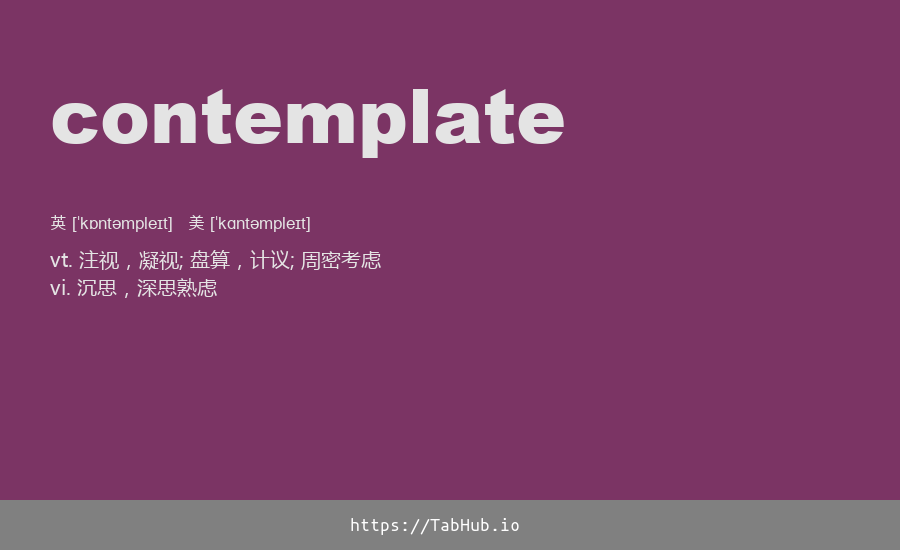 contemplate
英 [ˈkɒntəmpleɪt] 美 [ˈkɑntəmpleɪt]
vt. 注视，凝视; 盘算，计议; 周密考虑
vi. 沉思，深思熟虑
https://TabHub.io